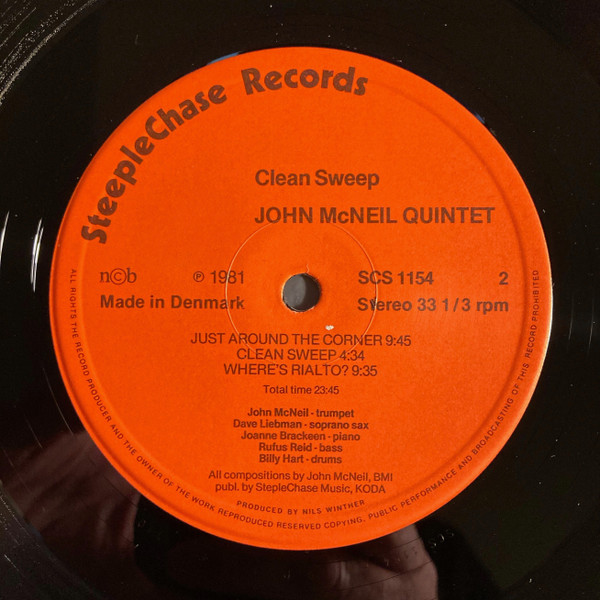 SteepleChase Records
Clean Sweep
JOHN McNEIL QUINTET
n©b ℗ 1981 SCS 1154 2
Made in Denmark Stereo 33 1/3 rpm
JUST AROUND THE CORNER 9:45
CLEAN SWEEP 4:34
WHERE'S RIALTO? 9:35
Total time 23:45
John McNeil - trumpet
Dave Liebman - soprano sax
Joanne Brackeen - piano
Rufus Reid - bass
Billy Hart - drums
All compositions by John McNeil, BMI
publ. by StepleChase Music, KODA
PRODUCED BY NILS WINTHER
ALL RIGHTS THE RECORD PRODUCER AND THE OWNER OF THE WORK REPRODUCED RESERVED COPYING, PUBLIC PERFORMANCE AND BROADCASTING OF THIS RECORD PROHIBITED